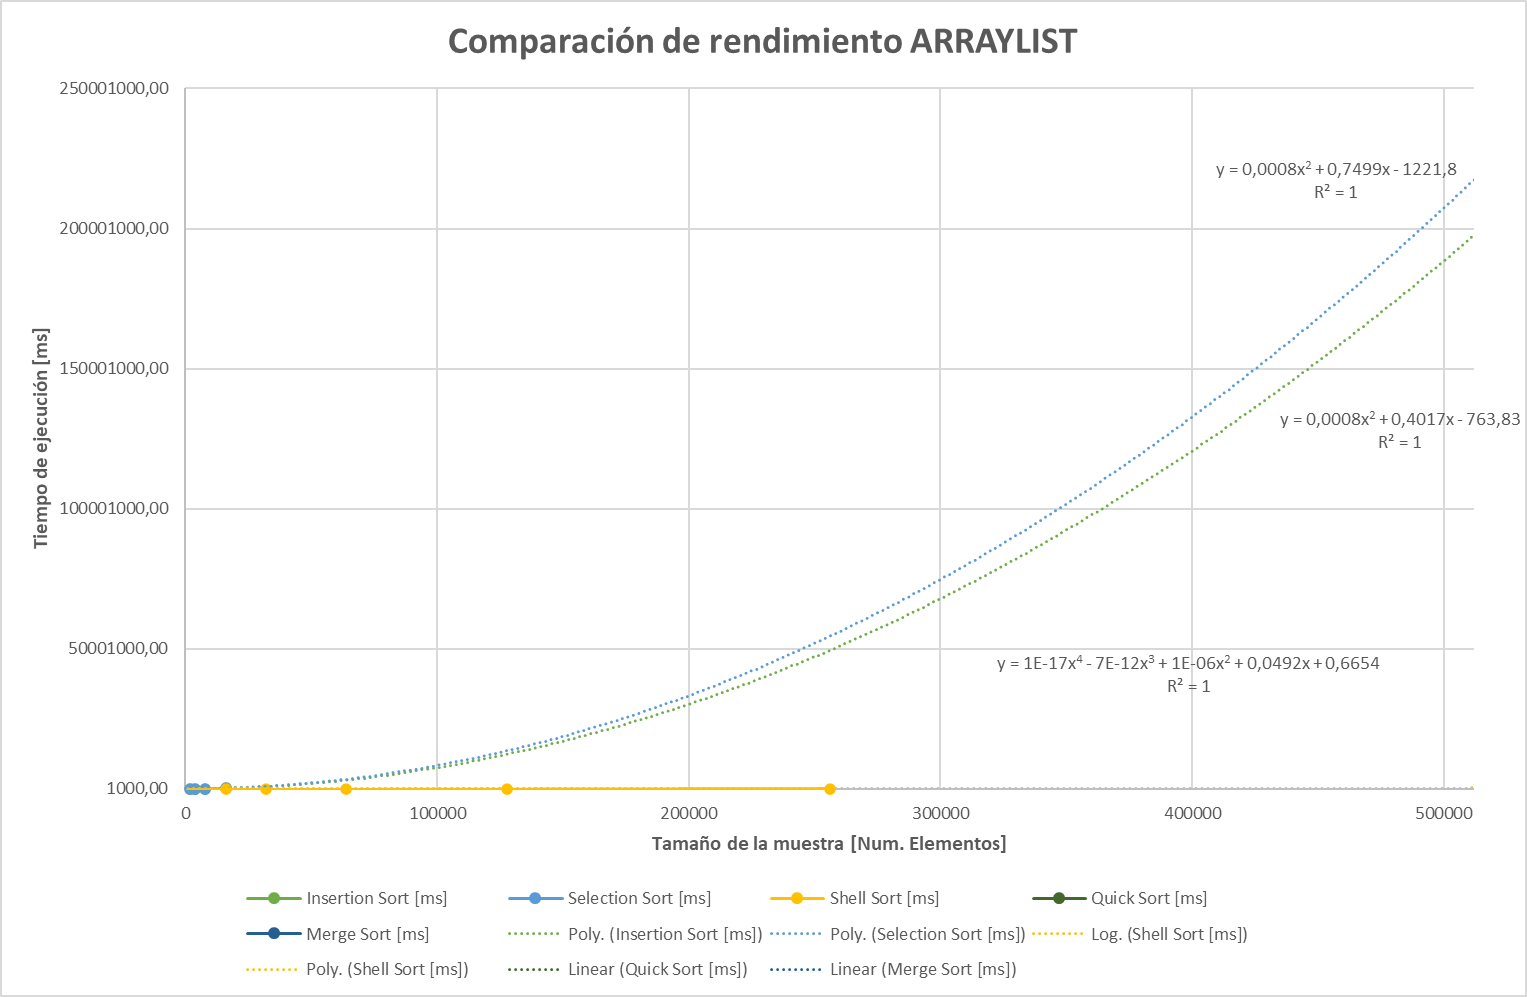 Comparación de rendimiento ARRAYLIST
250001000,00
200001000,00
150001000,00
100001000,00
50001000,00
1000,00
Tiempo de ejecución [ms]
y = 0,0008x² + 0,7499x - 1221,8
R² = 1
y = 0,0008x² + 0,4017x - 763,83
R² = 1
y = 1E-17x⁴ - 7E-12x³ + 1E-06x² + 0,0492x + 0,6654
R² = 1
0 100000 200000 300000 400000 500000
Tamaño de la muestra [Num. Elementos]
Insertion Sort [ms] Selection Sort [ms] Shell Sort [ms] Quick Sort [ms]
Merge Sort [ms] Poly. (Insertion Sort [ms]) Poly. (Selection Sort [ms]) Log. (Shell Sort [ms])
Poly. (Shell Sort [ms]) Linear (Quick Sort [ms]) Linear (Merge Sort [ms])